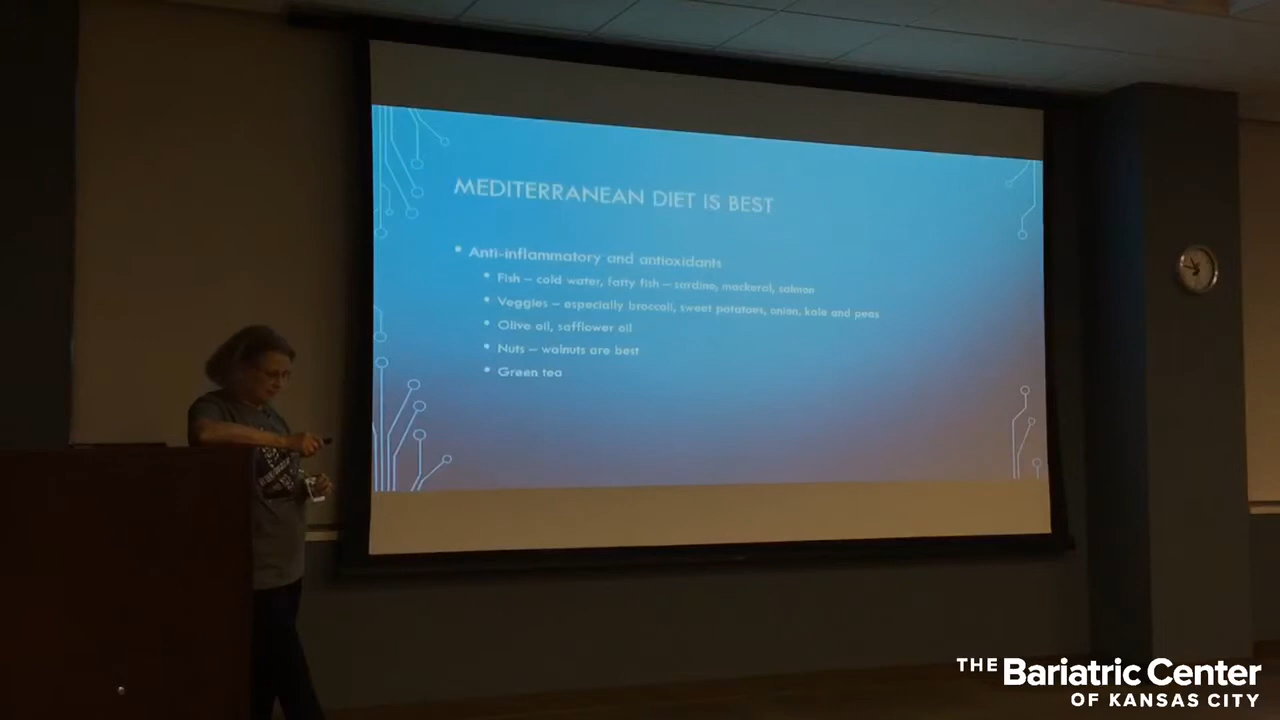 MEDITERRANEAN DIET IS BEST
• Anti-inflammatory and antioxidants
• Fish – cold water, fatty fish – sardine, mackeral, salmon
• Veggies – especially broccoli, sweet potatoes, onion, kale and peas
• Olive oil, safflower oil
• Nuts – walnuts are best
• Green tea
THE Bariatric Center
OF KANSAS CITY